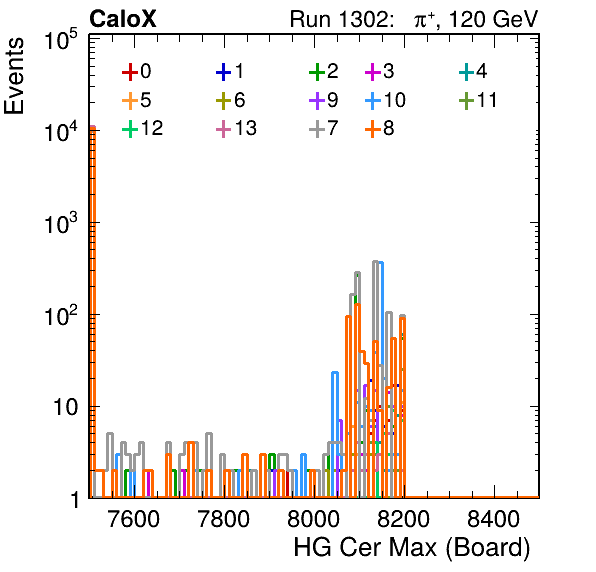 CaloX Run 1302: π⁺, 120 GeV
Events
10⁵
10⁴
10³
10²
10
1
0 1 2 3 4
5 6 9 10 11
12 13 7 8
7600 7800 8000 8200 8400
HG Cer Max (Board)